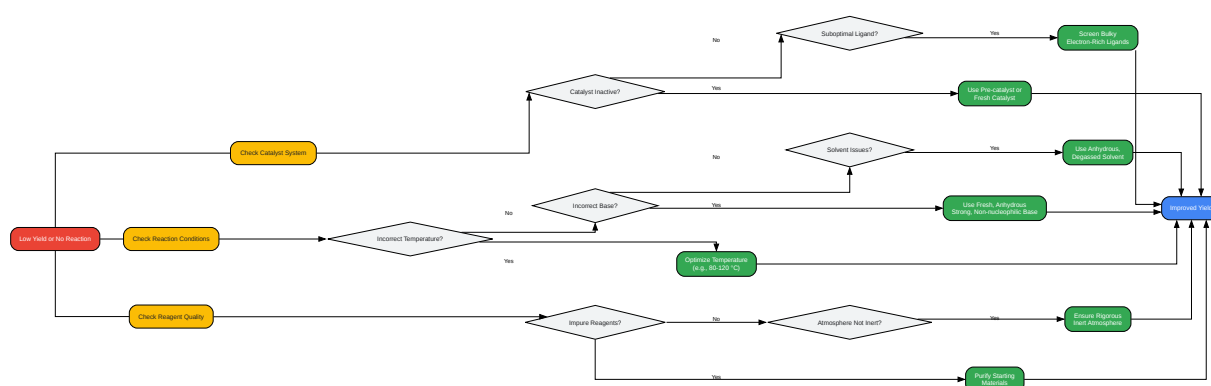 Suboptimal Ligand?
Yes
Screen Bulky
Electron-Rich Ligands
No
Catalyst Inactive?
Yes
Use Pre-catalyst or
Fresh Catalyst
Check Catalyst System
Solvent Issues?
Yes
Use Anhydrous,
Degassed Solvent
No
Incorrect Base?
Yes
Use Fresh, Anhydrous
Strong, Non-nucleophilic Base
Improved Yield
No
Low Yield or No Reaction
Check Reaction Conditions
Incorrect Temperature?
Yes
Optimize Temperature
(e.g., 80-120 °C)
Check Reagent Quality
Impure Reagents?
No
Atmosphere Not Inert?
Yes
Ensure Rigorous
Inert Atmosphere
Yes
Purify Starting
Materials